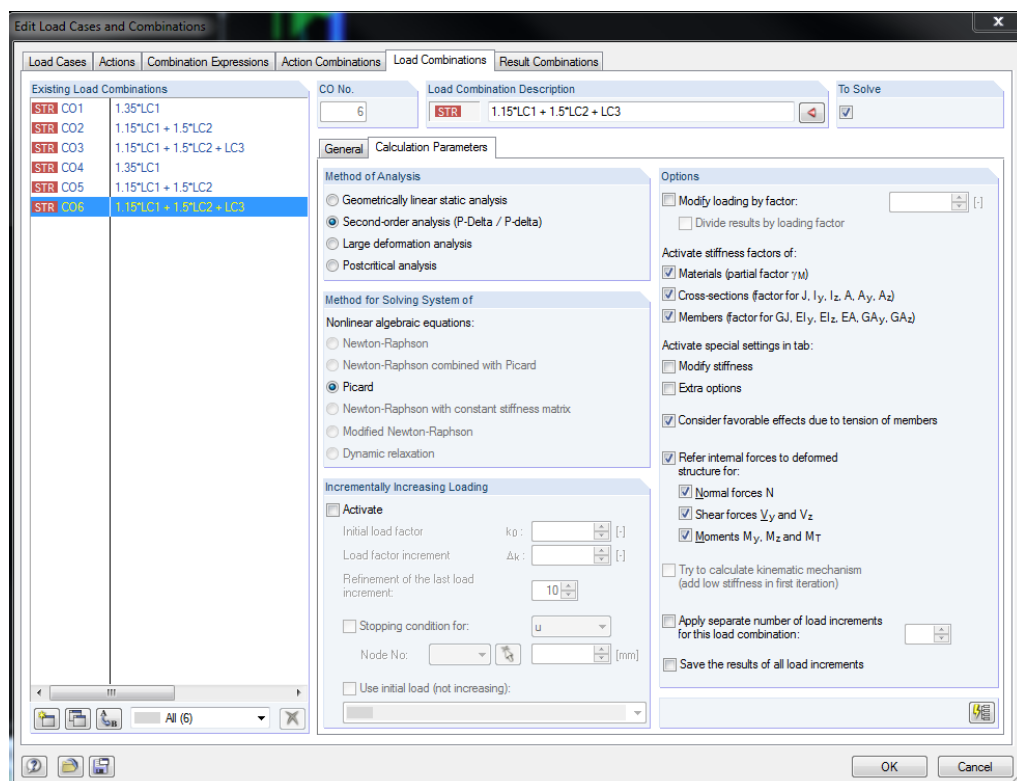 Edit Load Cases and Combinations
x
Load Cases Actions Combination Expressions Action Combinations Load Combinations Result Combinations
Existing Load Combinations
STR CO1 1.35*LC1
STR CO2 1.15*LC1 + 1.5*LC2
STR CO3 1.15*LC1 + 1.5*LC2 + LC3
STR CO4 1.35*LC1
STR CO5 1.15*LC1 + 1.5*LC2
STR CO6 1.15*LC1 + 1.5*LC2 + LC3
All (6)
CO No.
6
Load Combination Description
STR 1.15*LC1 + 1.5*LC2 + LC3
To Solve
General Calculation Parameters
Method of Analysis
Geometrically linear static analysis
Second-order analysis (P-Delta / P-delta)
Large deformation analysis
Postcritical analysis
Method for Solving System of
Nonlinear algebraic equations:
Newton-Raphson
Newton-Raphson combined with Picard
Picard
Newton-Raphson with constant stiffness matrix
Modified Newton-Raphson
Dynamic relaxation
Incrementally Increasing Loading
Activate
Initial load factor k0 : [-]
Load factor increment Δk : [-]
Refinement of the last load
increment: 10
Stopping condition for: u
Node No: [mm]
Use initial load (not increasing):
Options
Modify loading by factor: [-]
Divide results by loading factor
Activate stiffness factors of:
Materials (partial factor γM)
Cross-sections (factor for J, Iy, Iz, A, Ay, Az)
Members (factor for GJ, EIy, EIz, EA, GAy, GAz)
Activate special settings in tab:
Modify stiffness
Extra options
Consider favorable effects due to tension of members
Refer internal forces to deformed
structure for:
Normal forces N
Shear forces Vy and Vz
Moments My, Mz and MT
Try to calculate kinematic mechanism
(add low stiffness in first iteration)
Apply separate number of load increments
for this load combination:
Save the results of all load increments
OK Cancel